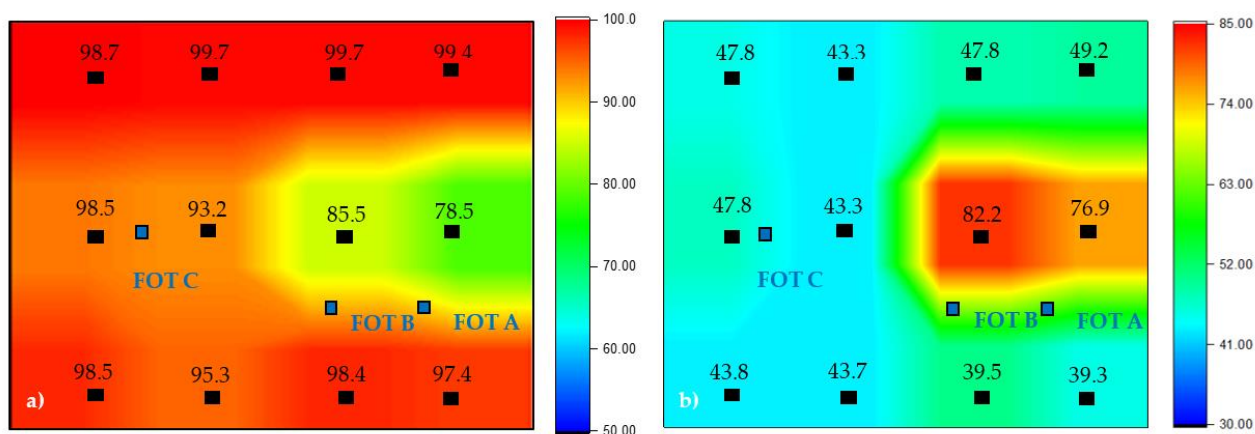 98.7 99.7 99.7 99.4
98.5 93.2 85.5 78.5
FOT C
FOT B FOT A
98.5 95.3 98.4 97.4
a)
100.0
90.00
80.00
70.00
60.00
50.00
47.8 43.3 47.8 49.2
47.8 43.3 82.2 76.9
FOT C
FOT B FOT A
43.8 43.7 39.5 39.3
b)
85.00
74.00
63.00
52.00
41.00
30.00